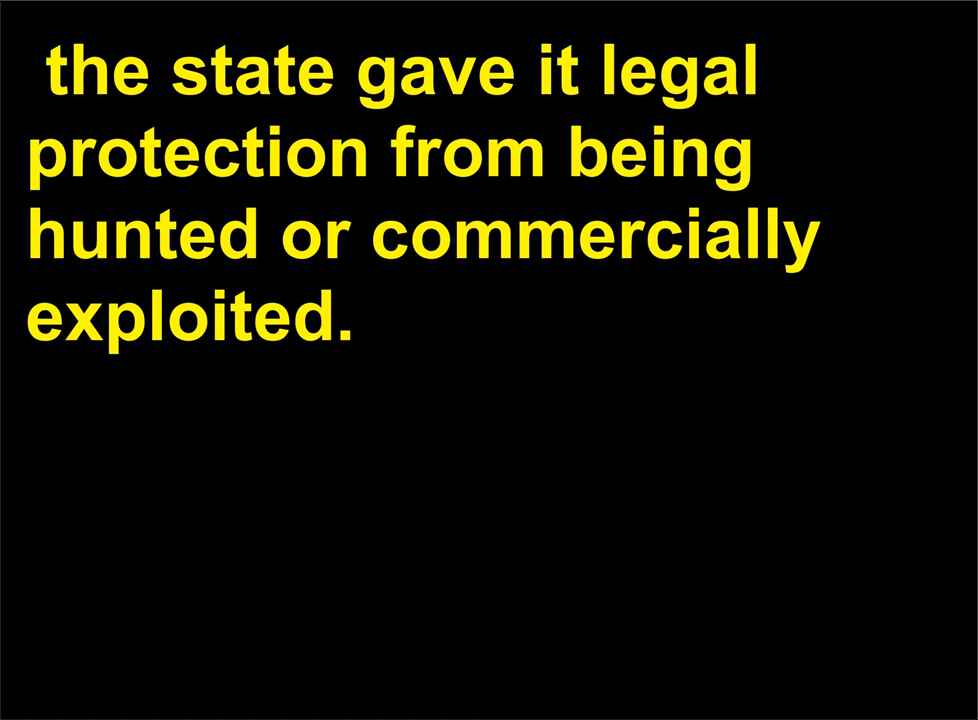 the state gave it legal
protection from being
hunted or commercially
exploited.